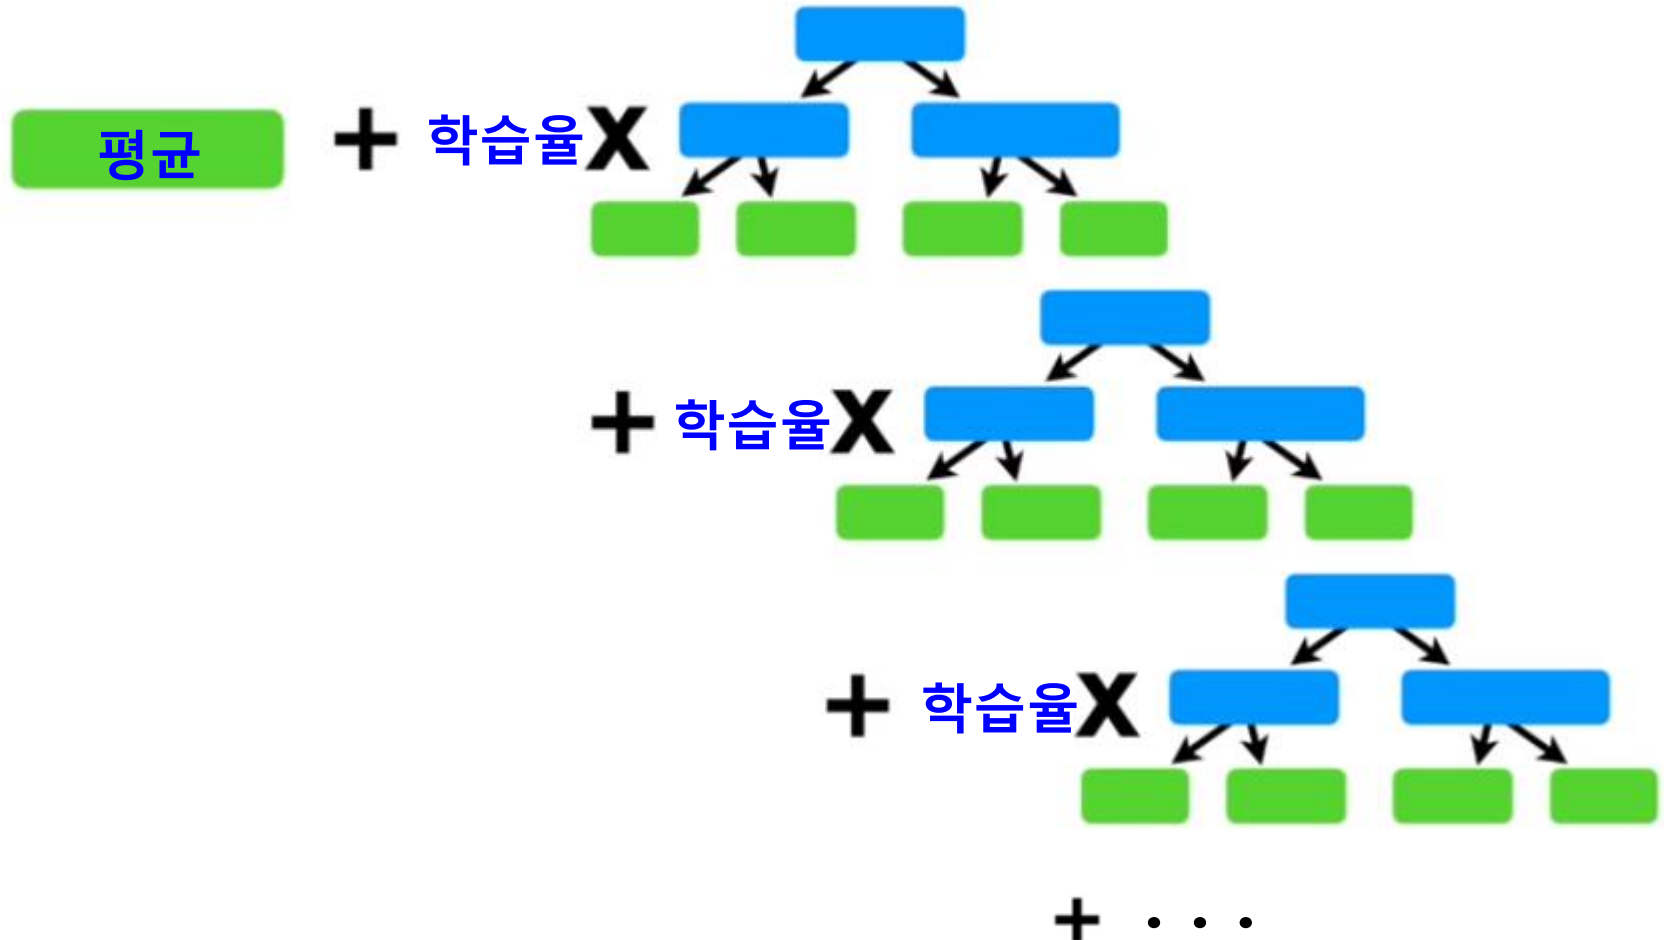 평균 + 학습율X
+ 학습율X
+ 학습율X
+ . . .